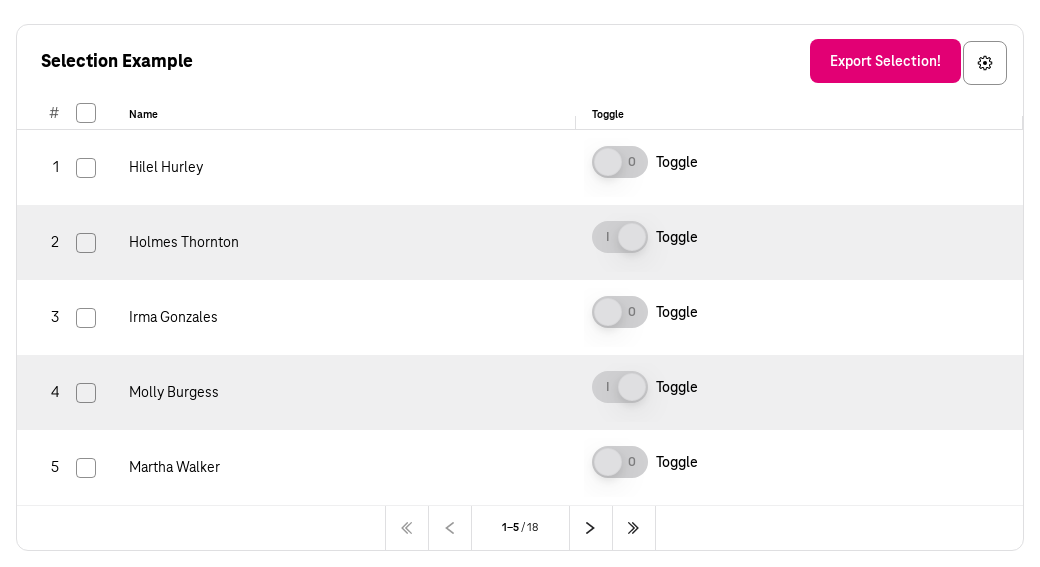 Selection Example
Export Selection!
# Name Toggle
1 Hilel Hurley 0 Toggle
2 Holmes Thornton I Toggle
3 Irma Gonzales 0 Toggle
4 Molly Burgess I Toggle
5 Martha Walker 0 Toggle
1–5 / 18